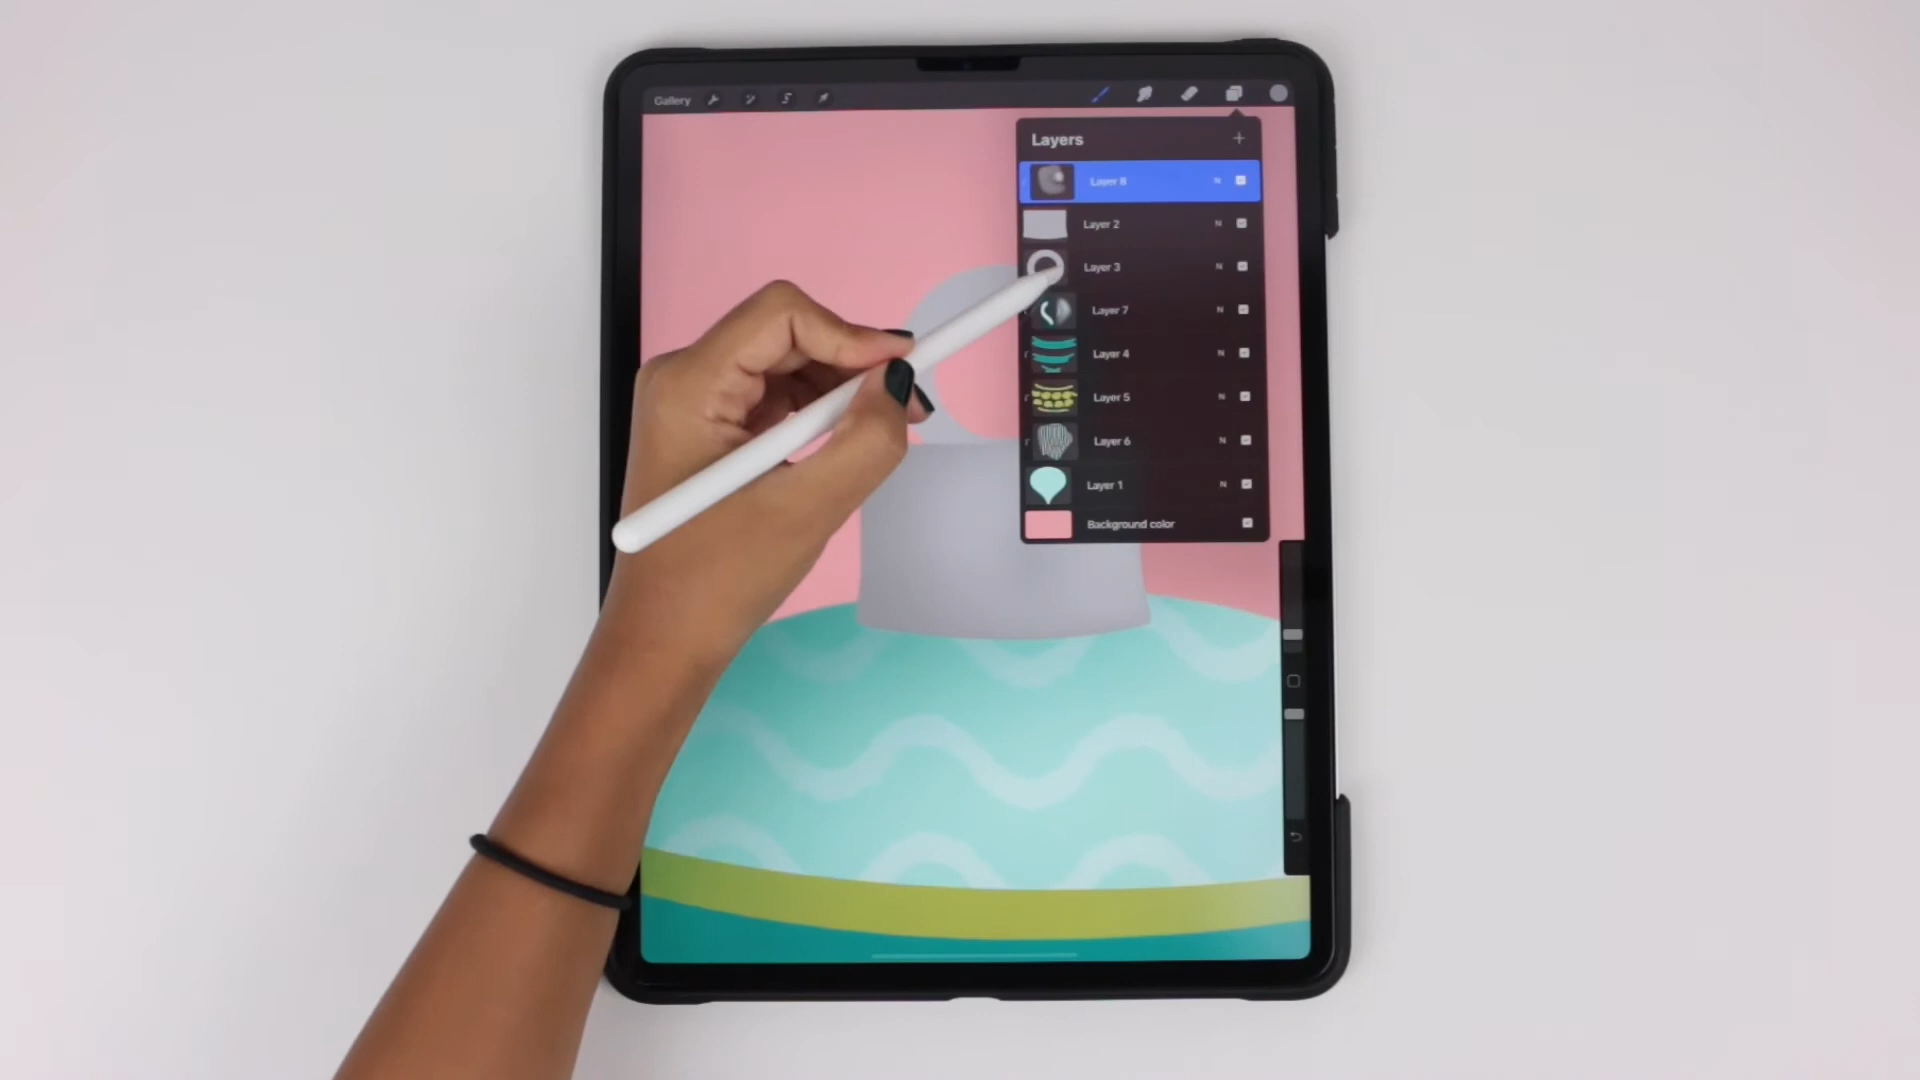 Gallery
Layers
Layer 8 N
Layer 2 N
Layer 3 N
Layer 7 N
Layer 4 N
Layer 5 N
Layer 6 N
Layer 1 N
Background color